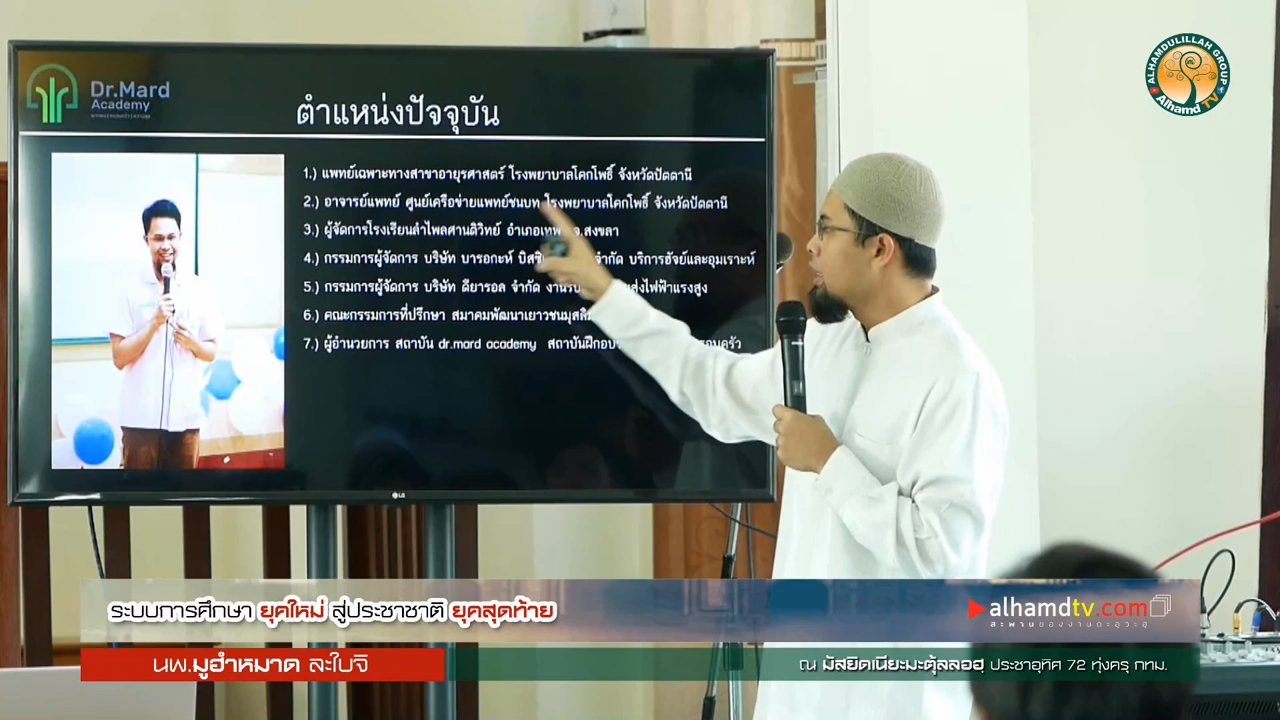 Dr.Mard
Academy
ตำแหน่งปัจจุบัน
1.) แพทย์เฉพาะทางสาขาอายุรศาสตร์ โรงพยาบาลโคกโพธิ์ จังหวัดปัตตานี
2.) อาจารย์แพทย์ ศูนย์เครือข่ายแพทย์ชนบท โรงพยาบาลโคกโพธิ์ จังหวัดปัตตานี
3.) ผู้จัดการโรงเรียนลำไพลศานติวิทย์ อำเภอเทพา จ.สงขลา
4.) กรรมการผู้จัดการ บริษัท บารอกะห์ จำกัด บริการฮัจย์และอุมเราะห์
5.) กรรมการผู้จัดการ บริษัท ดียารอล จำกัด ส่งไฟฟ้าแรงสูง
6.) คณะกรรมการที่ปรึกษา สมาคมพัฒนาเยาวชนมุสลิม
7.) ผู้อำนวยการ สถาบัน dr.mard academy
LG
ALHAMDULILLAH GROUP
Alhamd TV
ระบบการศึกษา ยุคใหม่ สู่ประชาชาติ ยุคสุดท้าย
alhamdtv.com
สะพานของงานดะอฺวะฮฺ
นพ.มูฮำหมาด ละใบจิ
ณ มัสยิดเนียะมะตุ้ลลอฮฺ ประชาอุทิศ 72 ทุ่งครุ กทม.